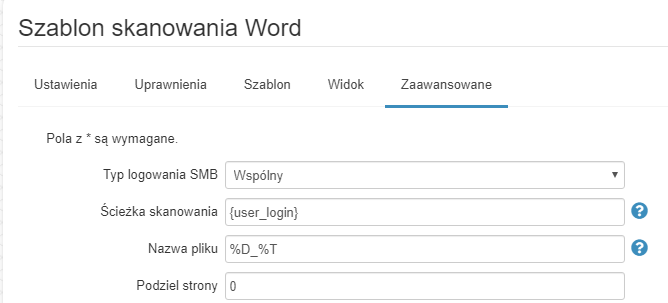 Szablon skanowania Word
Ustawienia Uprawnienia Szablon Widok Zaawansowane
Pola z * są wymagane.
Typ logowania SMB Wspólny
Ścieżka skanowania {user_login}
Nazwa pliku %D_%T
Podziel strony 0